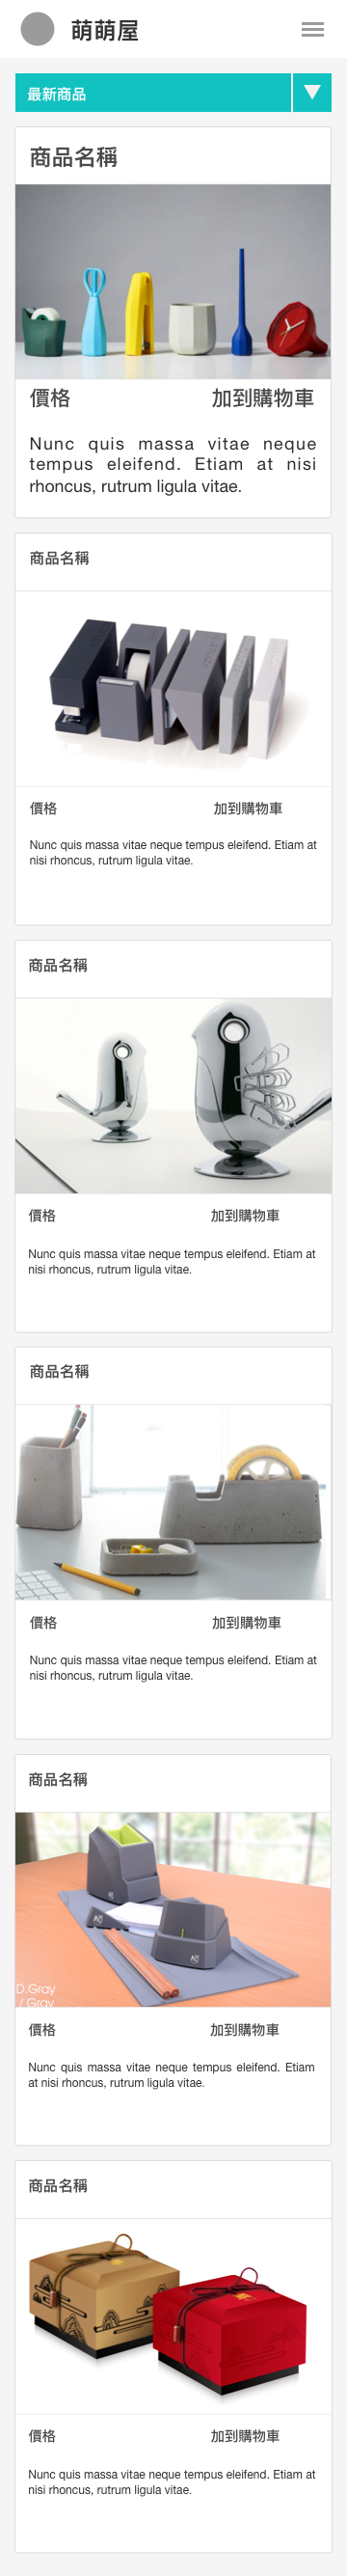 萌萌屋
最新商品
商品名稱
價格 加到購物車
Nunc quis massa vitae neque
tempus eleifend. Etiam at nisi
rhoncus, rutrum ligula vitae.
商品名稱
價格 加到購物車
Nunc quis massa vitae neque tempus eleifend. Etiam at
nisi rhoncus, rutrum ligula vitae.
商品名稱
價格 加到購物車
Nunc quis massa vitae neque tempus eleifend. Etiam at
nisi rhoncus, rutrum ligula vitae.
商品名稱
價格 加到購物車
Nunc quis massa vitae neque tempus eleifend. Etiam at
nisi rhoncus, rutrum ligula vitae.
商品名稱
D.Gray
/ Gray
價格 加到購物車
Nunc quis massa vitae neque tempus eleifend. Etiam
at nisi rhoncus, rutrum ligula vitae.
商品名稱
價格 加到購物車
Nunc quis massa vitae neque tempus eleifend. Etiam at
nisi rhoncus, rutrum ligula vitae.